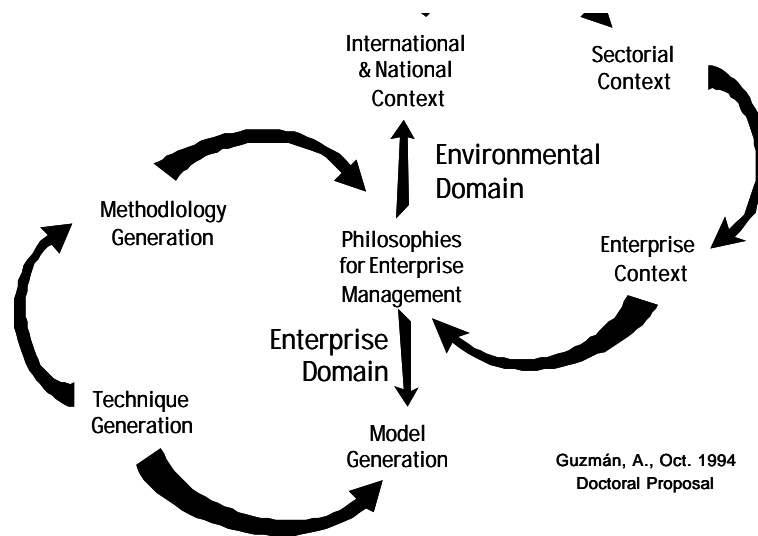 International
& National
Context
Sectorial
Context
Environmental
Domain
Methodlology
Generation
Philosophies
for Enterprise
Management
Enterprise
Context
Enterprise
Domain
Technique
Generation
Model
Generation
Guzmán, A., Oct. 1994
Doctoral Proposal